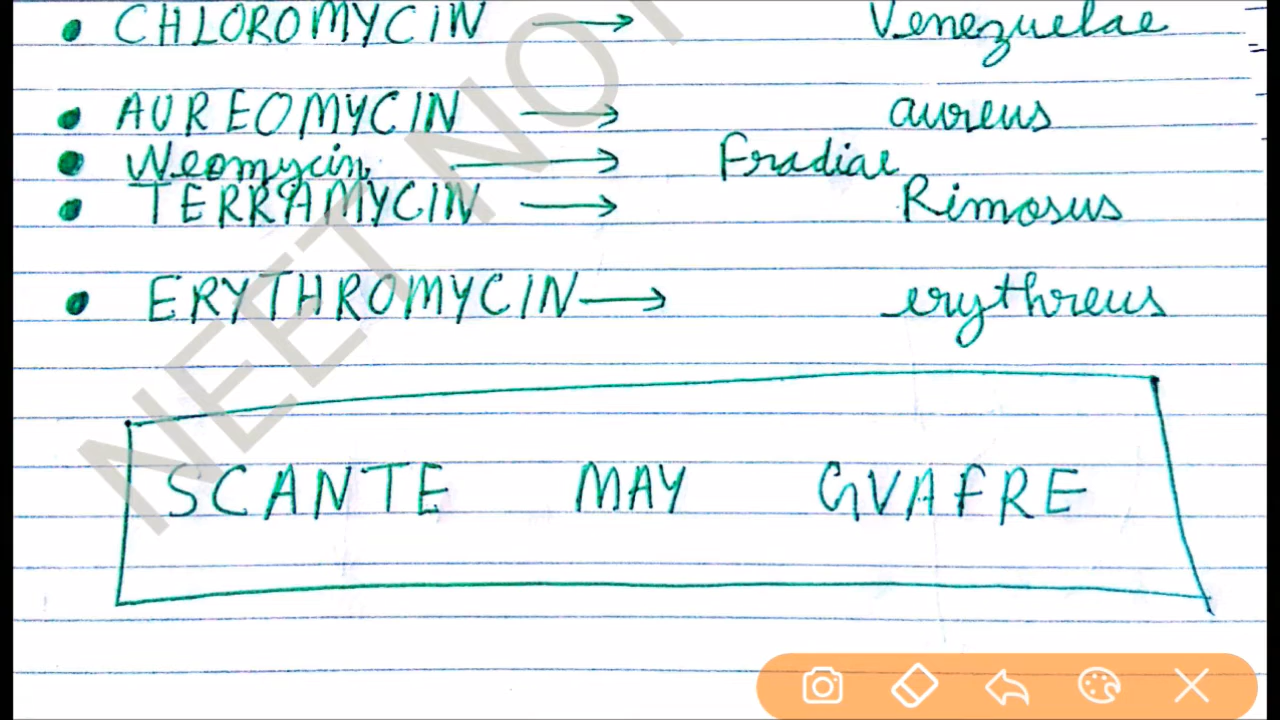 • CHLOROMYCIN → Venezuelae
• AUREOMYCIN → aureus
• Neomycin → Fradiae
• TERRAMYCIN → Rimosus
• ERYTHROMYCIN → erythreus
SCANTE MAY GVAFRE
NEET NOT